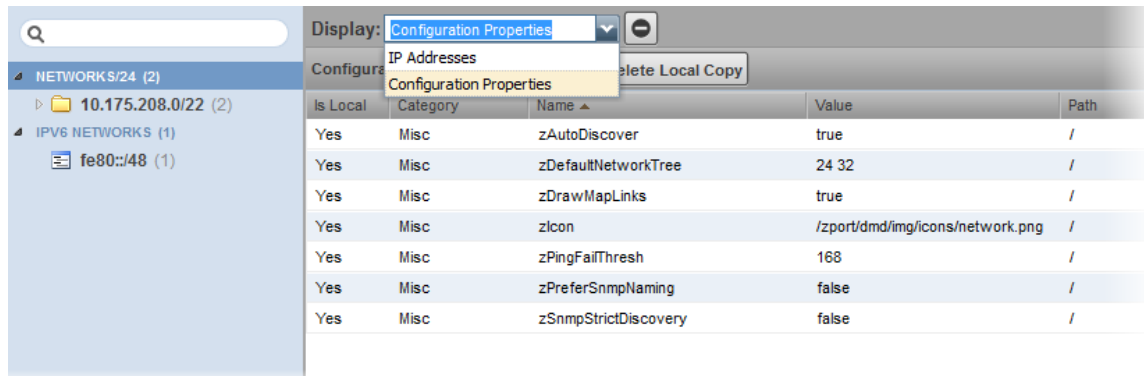 Display: Configuration Properties
IP Addresses
Configuration Properties
Configura
elete Local Copy
NETWORKS/24 (2)
10.175.208.0/22 (2)
IPV6 NETWORKS (1)
fe80::/48 (1)
Is Local Category Name Value Path
Yes Misc zAutoDiscover true /
Yes Misc zDefaultNetworkTree 24 32 /
Yes Misc zDrawMapLinks true /
Yes Misc zIcon /zport/dmd/img/icons/network.png /
Yes Misc zPingFailThresh 168 /
Yes Misc zPreferSnmpNaming false /
Yes Misc zSnmpStrictDiscovery false /